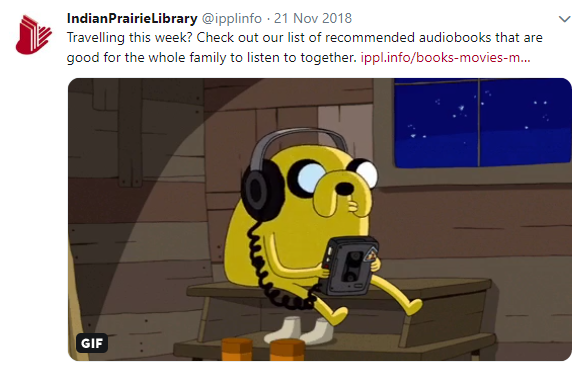 IndianPrairieLibrary @ipplinfo · 21 Nov 2018
Travelling this week? Check out our list of recommended audiobooks that are
good for the whole family to listen to together. ippl.info/books-movies-m...
GIF